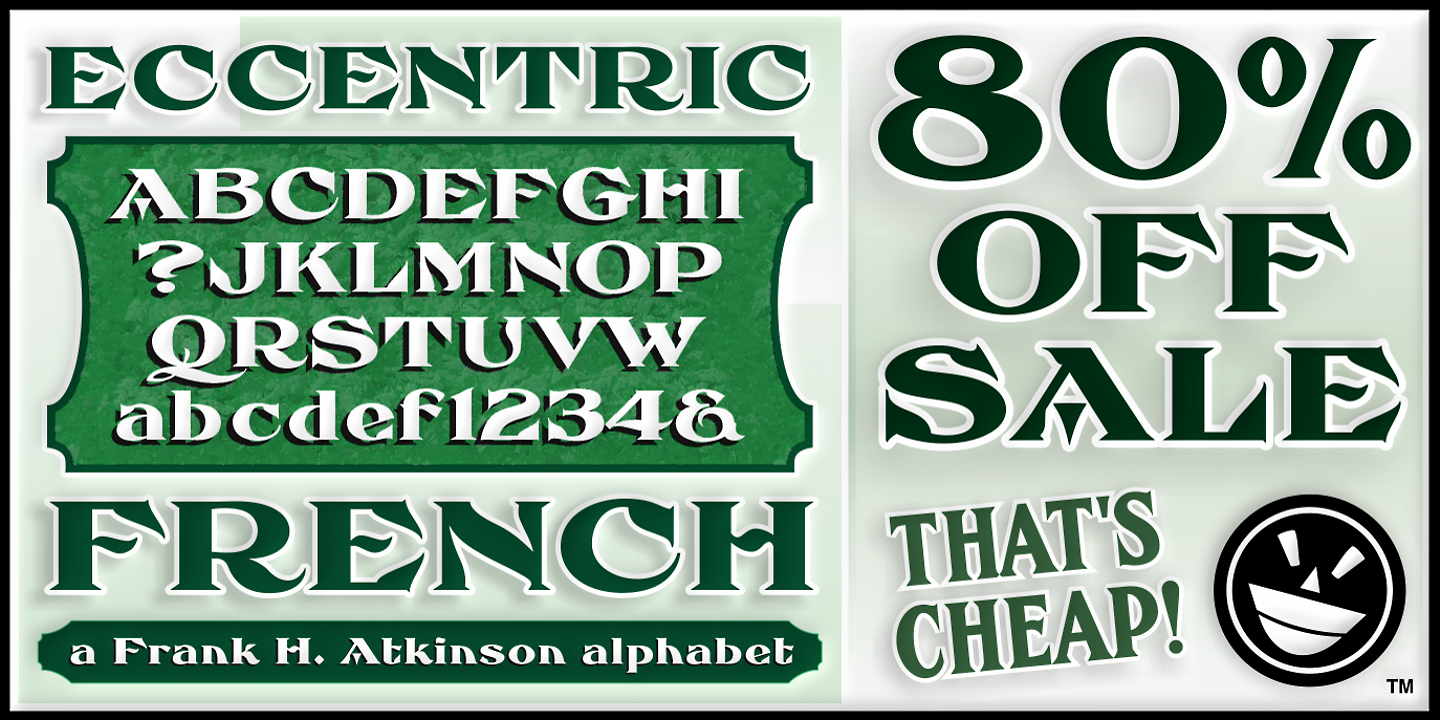 ECCENTRIC
ABCDEFGHI
?JKLMNOP
QRSTUVW
abcdef1234&
FRENCH
a Frank H. Atkinson alphabet
80%
OFF
SALE
THAT'S
CHEAP!
TM